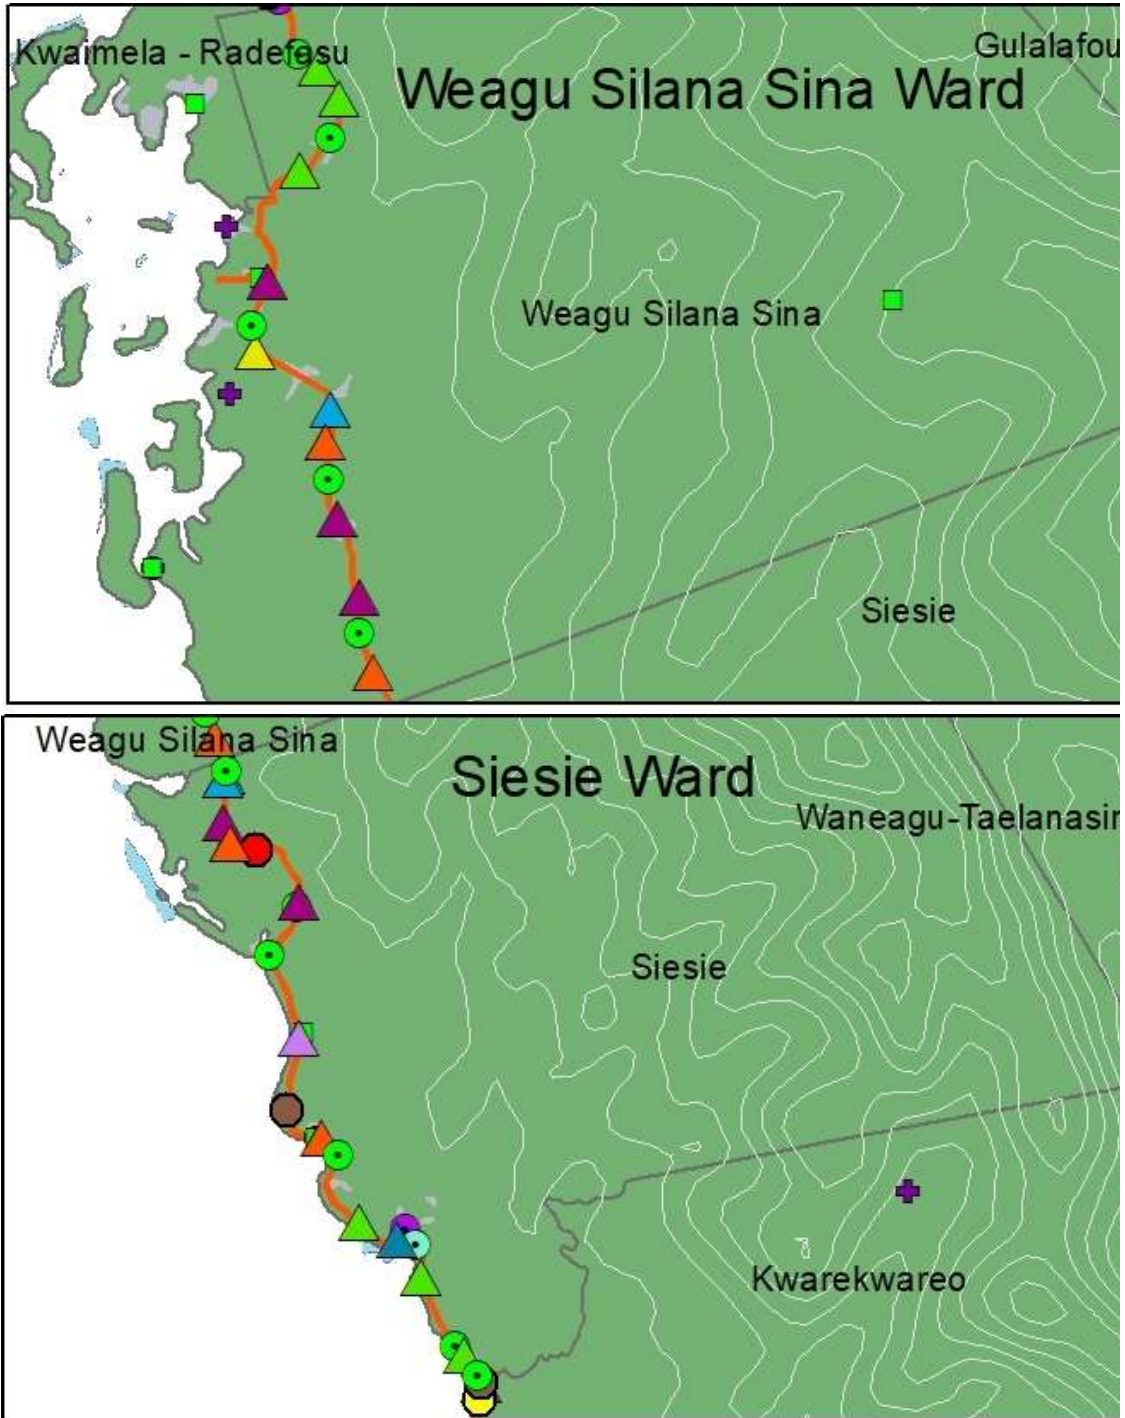 Kwaimela - Radefasu
Gulalafou
Weagu Silana Sina Ward
Weagu Silana Sina
Siesie
Weagu Silana Sina
Siesie Ward
Waneagu-Taelanasin
Siesie
Kwarekwareo